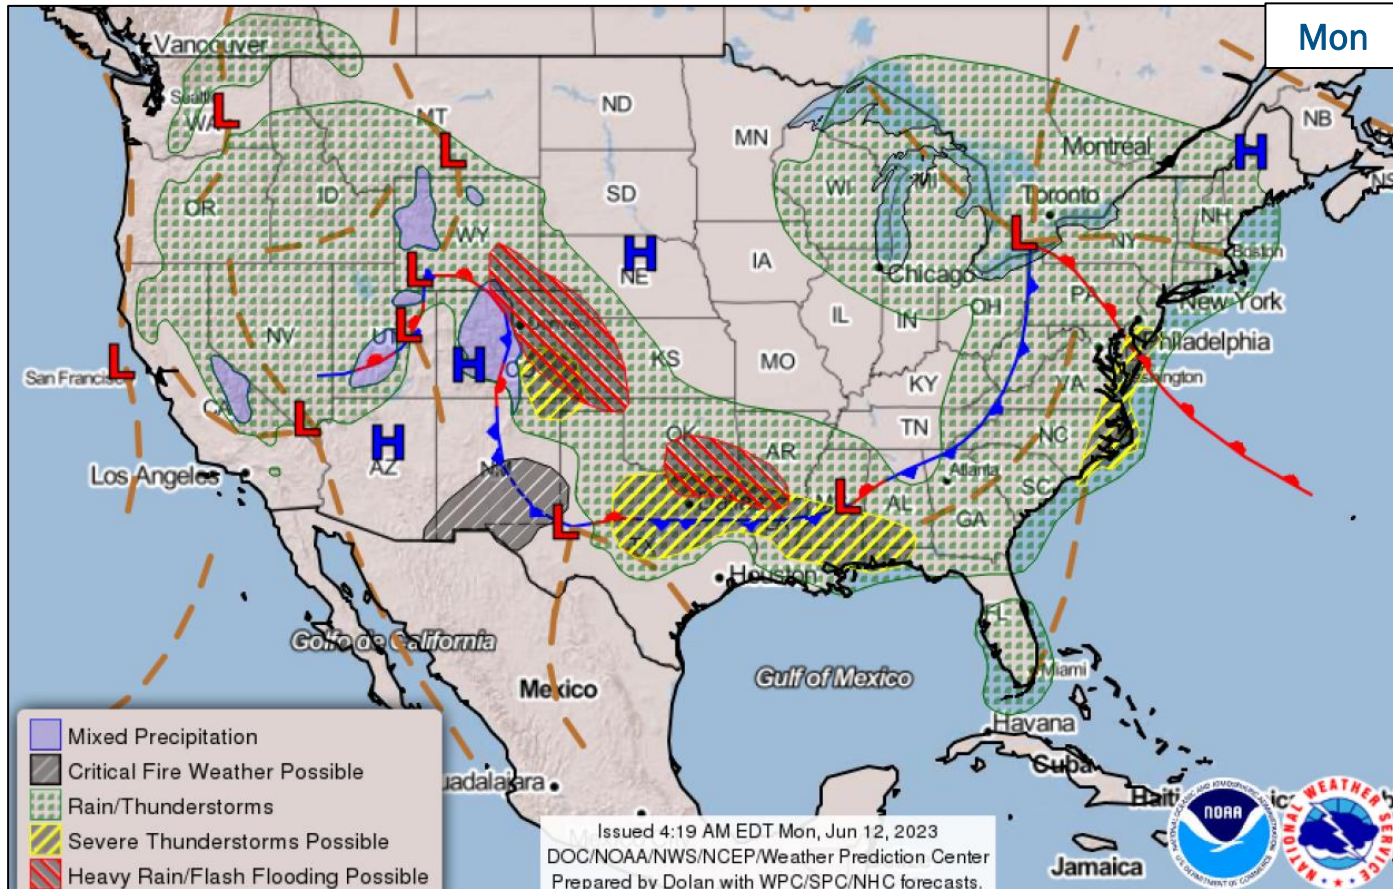 Mon
Vancouver
WA
MT
ND
MN
NB
Montreal
OR
ID
SD
WI
MI
Toronto
NH
WY
NY
Boston
NE
IA
Chicago
PA
New York
OH
NV
UT
Denver
IL
IN
Philadelphia
KS
MO
San Francisco
CA
KY
VA
Washington
TN
OK
NC
Los Angeles
AZ
NM
AR
Atlanta
SC
AL
GA
TX
Houston
FL
Golfo de California
Miami
Mexico
Gulf of Mexico
Havana
Cuba
Jamaica
L
L
L
L
L
L
L
L
L
H
H
H
H
Mixed Precipitation
Critical Fire Weather Possible
Rain/Thunderstorms
Severe Thunderstorms Possible
Heavy Rain/Flash Flooding Possible
Issued 4:19 AM EDT Mon, Jun 12, 2023
DOC/NOAA/NWS/NCEP/Weather Prediction Center
Prepared by Dolan with WPC/SPC/NHC forecasts.
NOAA
NATIONAL WEATHER SERVICE